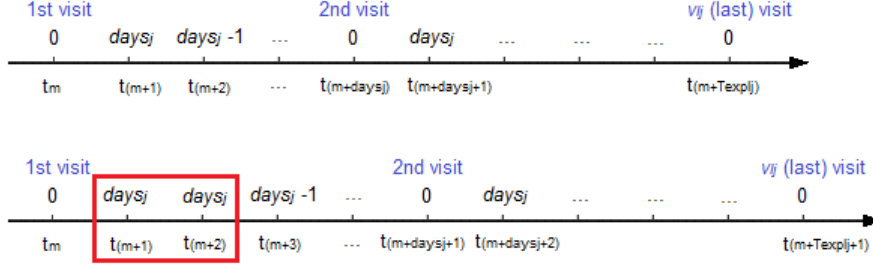 1st visit 2nd visit vlj (last) visit
0 daysj daysj -1 ... 0 daysj ... ... ... 0
tm t(m+1) t(m+2) ... t(m+daysj) t(m+daysj+1) t(m+Texplj)
1st visit 2nd visit vlj (last) visit
0 daysj daysj daysj -1 ... 0 daysj ... ... ... 0
tm t(m+1) t(m+2) t(m+3) ... t(m+daysj+1) t(m+daysj+2) t(m+Texplj+1)